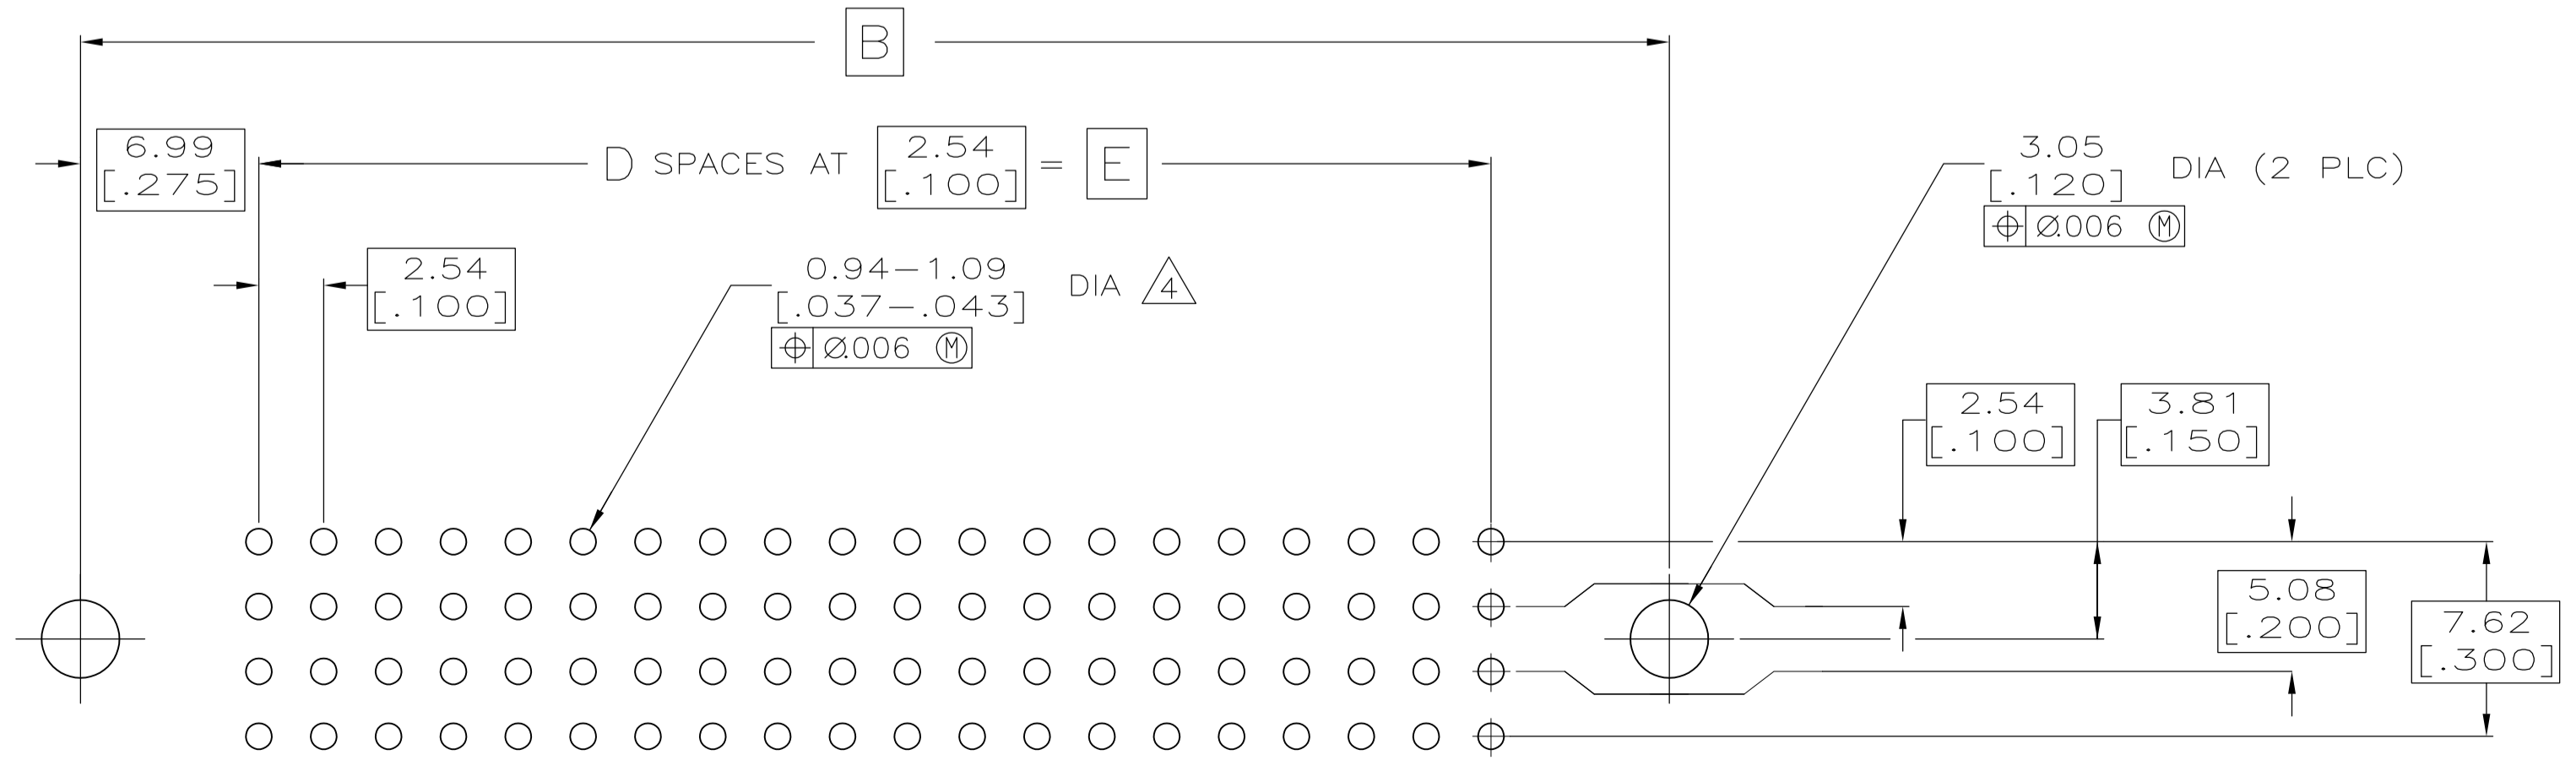 B
6.99
[.275]
D SPACES AT
2.54
[.100]
=
E
3.05
[.120]
DIA (2 PLC)
⌖ Ø.006 Ⓜ
2.54
[.100]
0.94-1.09
[.037-.043]
DIA
4
⌖ Ø.006 Ⓜ
2.54
[.100]
3.81
[.150]
5.08
[.200]
7.62
[.300]